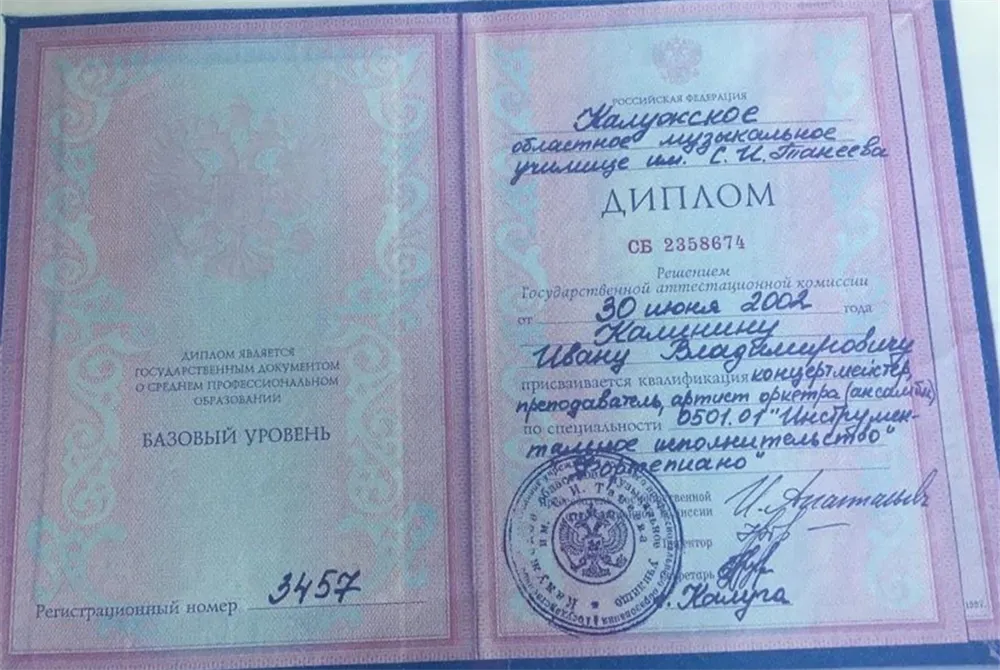 ДИПЛОМ ЯВЛЯЕТСЯ
ГОСУДАРСТВЕННЫМ ДОКУМЕНТОМ
О СРЕДНЕМ ПРОФЕССИОНАЛЬНОМ
ОБРАЗОВАНИИ
БАЗОВЫЙ УРОВЕНЬ
Регистрационный номер 3457
РОССИЙСКАЯ ФЕДЕРАЦИЯ
Калужское
областное музыкальное
училище им. С. И. Танеева
ДИПЛОМ
СБ 2358674
Решением
Государственной аттестационной комиссии
от 30 июня 2002 года
Калинину
Ивану Владимировичу
присваивается квалификация концертмейстер,
преподаватель, артист оркетра (ансамбля)
по специальности 0501.01 "Инструмен-
тальное исполнительство"
Фортепиано"
г. Калуга